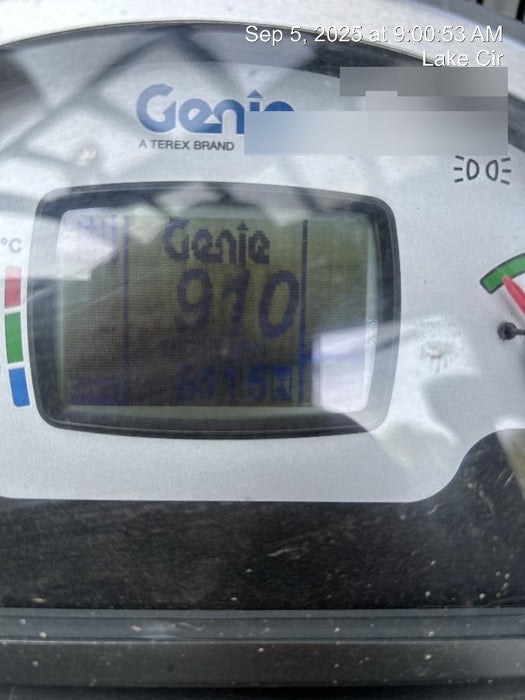 Sep 5, 2025 at 9:00:53 AM
Lake Cir
Genie
A TEREX BRAND
°C
Genie
910